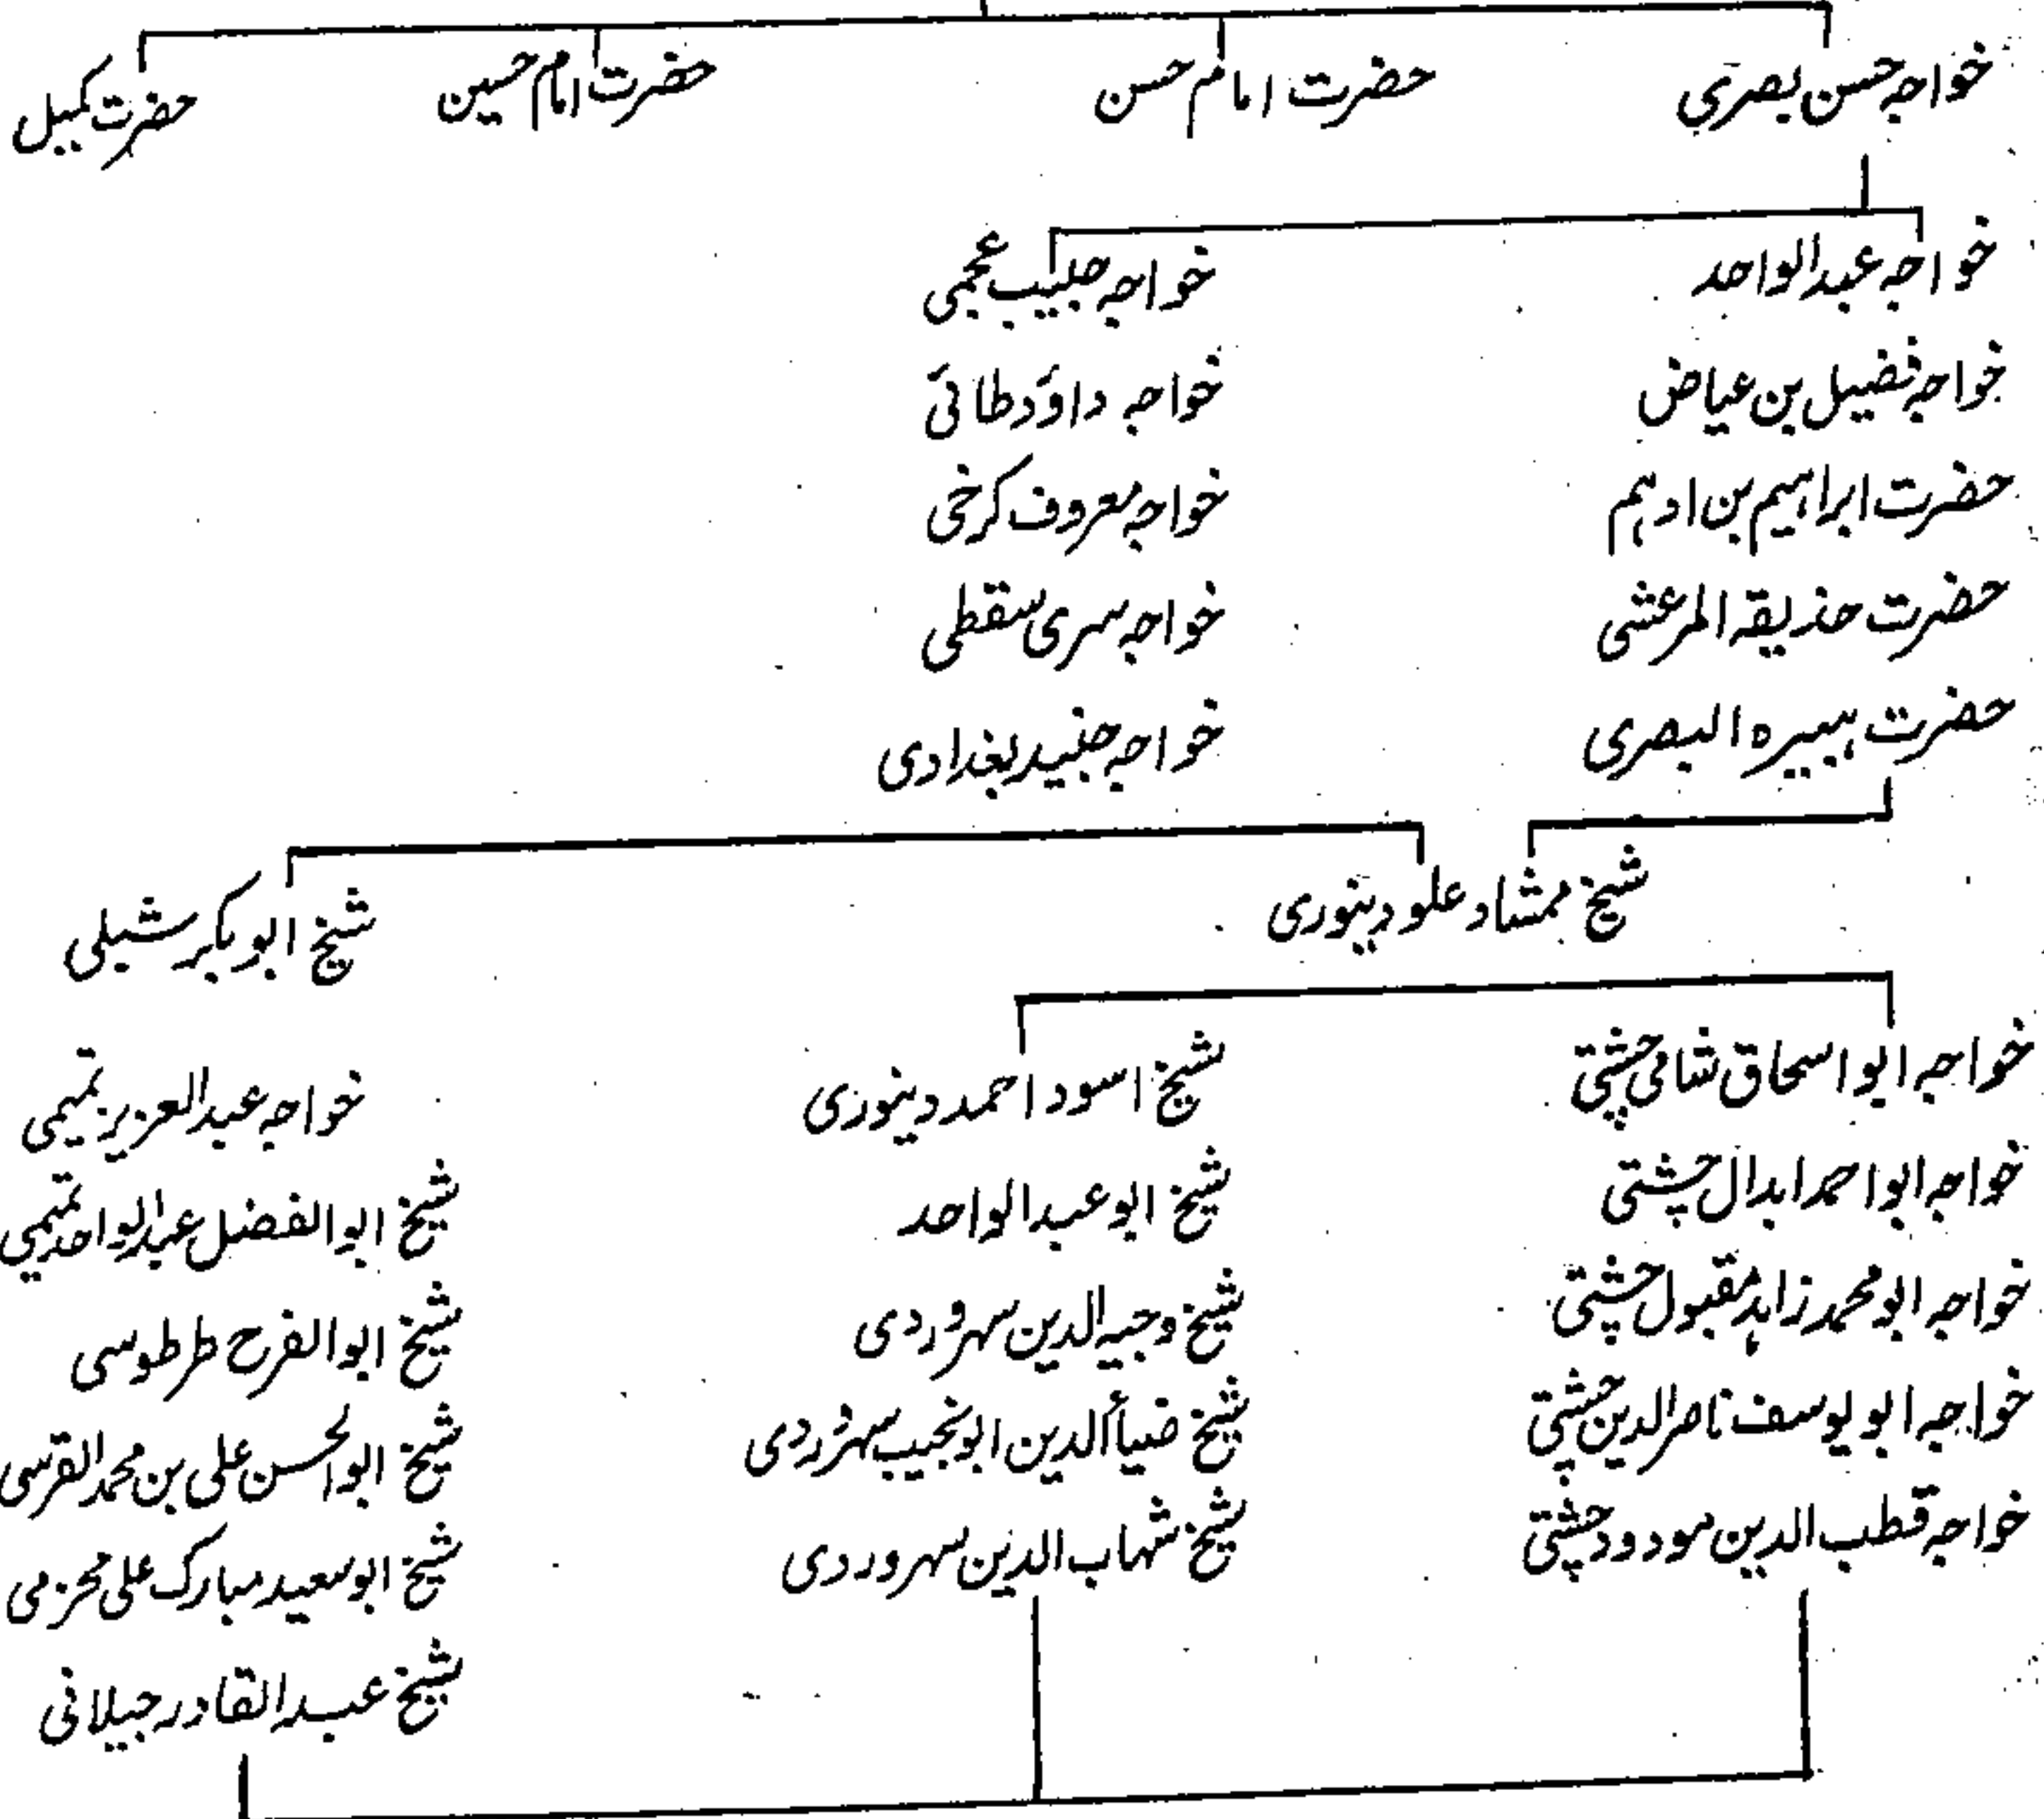 خواجہ حسن بصری
حضرت امام حسن
حضرت امام حسین
حضرت کمیل
خواجہ عبدالواحد
خواجہ حبیب عجمی
خواجہ فضیل بن عیاض
خواجہ داؤد طائی
حضرت ابراہیم بن ادہم
خواجہ معروف کرخی
حضرت حذیقہ المرعشی
خواجہ سری سقطی
حضرت ہبیرہ البصری
خواجہ جنید بغدادی
شیخ ممشاد علو دینوری
شیخ ابوبکر شبلی
خواجہ ابو اسحاق شامی چشتی
شیخ اسود احمد دینوری
خواجہ عبدالعزیز تمیمی
خواجہ ابو احمد ابدال چشتی
شیخ ابو عبدالواحد
شیخ ابوالفضل عبدالواحد تمیمی
خواجہ ابو محمد زاہد مقبول چشتی
شیخ وجیہ الدین سہروردی
شیخ ابوالفرح طرطوسی
خواجہ ابو یوسف ناصر الدین چشتی
شیخ ضیاألدین ابونجیب سہروردی
شیخ ابوالحسن علی بن محمد القرسی
خواجہ قطب الدین مودود چشتی
شیخ شہاب الدین سہروردی
شیخ ابوسعید مبارک علی محزمی
شیخ عبدالقادر جیلانی